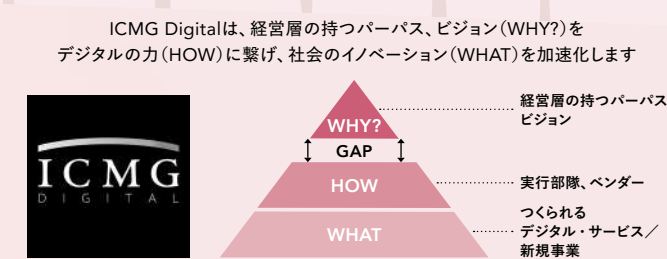 ICMG Digitalは、経営層の持つパーパス、ビジョン(WHY?)を
デジタルの力(HOW)に繋げ、社会のイノベーション(WHAT)を加速化します
ICMG
DIGITAL
WHY?
GAP
HOW
WHAT
経営層の持つパーパス
ビジョン
実行部隊、ベンダー
つくられる
デジタル・サービス／
新規事業